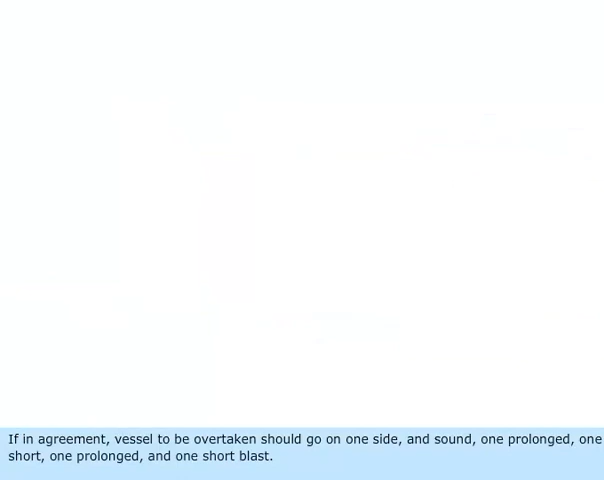 If in agreement, vessel to be overtaken should go on one side, and sound, one prolonged, one
short, one prolonged, and one short blast.